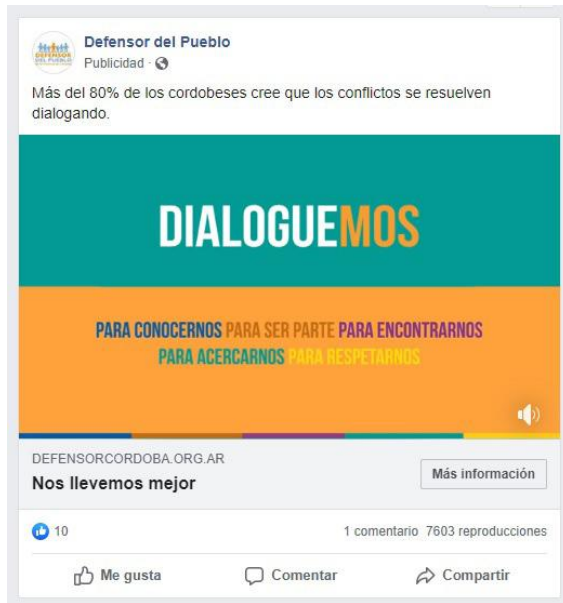 Defensor del Pueblo
Publicidad ·
Más del 80% de los cordobeses cree que los conflictos se resuelven
dialogando.
DIALOGUEMOS
PARA CONOCERNOS PARA SER PARTE PARA ENCONTRARNOS
PARA ACERCARNOS PARA RESPETARNOS
DEFENSORCORDOBA.ORG.AR
Nos llevemos mejor
Más información
10
1 comentario 7603 reproducciones
Me gusta
Comentar
Compartir